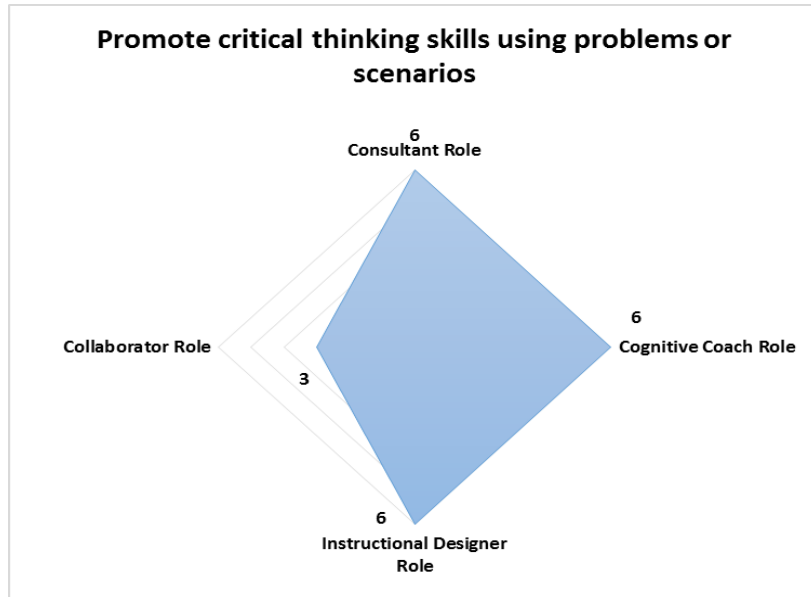 Promote critical thinking skills using problems or
scenarios
6
Consultant Role
6
Collaborator Role
Cognitive Coach Role
3
6
Instructional Designer
Role